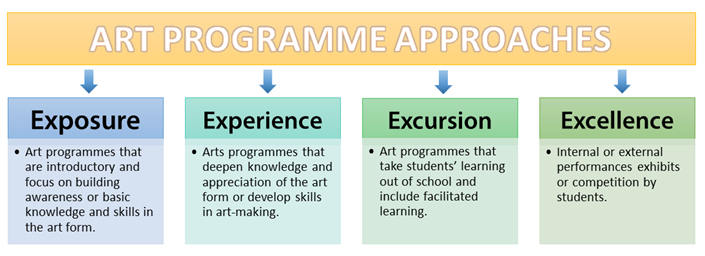 ART PROGRAMME APPROACHES
Exposure
• Art programmes that
are introductory and
focus on building
awareness or basic
knowledge and skills in
the art form.
Experience
• Arts programmes that
deepen knowledge and
appreciation of the art
form or develop skills
in art-making.
Excursion
• Art programmes that
take students’ learning
out of school and
include facilitated
learning.
Excellence
• Internal or external
performances exhibits
or competition by
students.